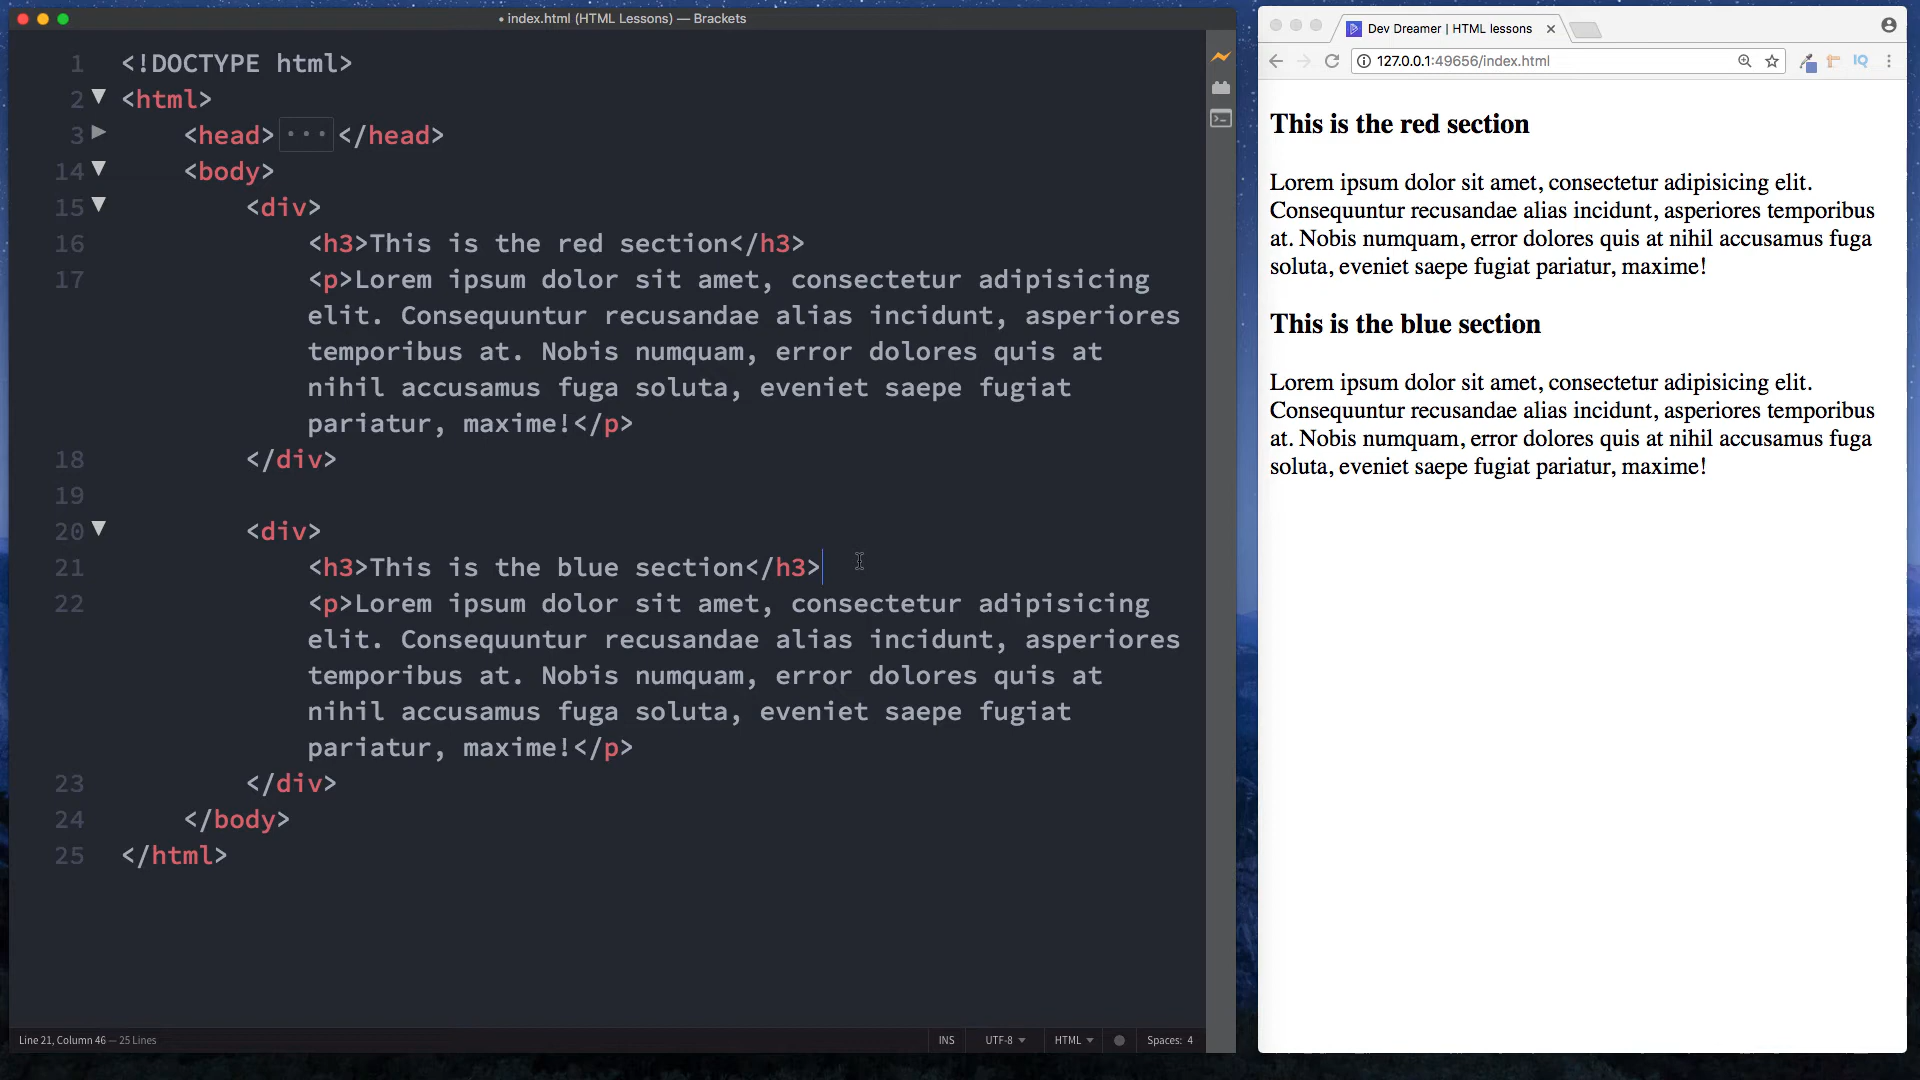 • index.html (HTML Lessons) — Brackets
1 <!DOCTYPE html>
2 <html>
3 <head>···</head>
14 <body>
15 <div>
16 <h3>This is the red section</h3>
17 <p>Lorem ipsum dolor sit amet, consectetur adipisicing
elit. Consequuntur recusandae alias incidunt, asperiores
temporibus at. Nobis numquam, error dolores quis at
nihil accusamus fuga soluta, eveniet saepe fugiat
pariatur, maxime!</p>
18 </div>
19
20 <div>
21 <h3>This is the blue section</h3>
22 <p>Lorem ipsum dolor sit amet, consectetur adipisicing
elit. Consequuntur recusandae alias incidunt, asperiores
temporibus at. Nobis numquam, error dolores quis at
nihil accusamus fuga soluta, eveniet saepe fugiat
pariatur, maxime!</p>
23 </div>
24 </body>
25 </html>
Line 21, Column 46 — 25 Lines
INS UTF-8 HTML Spaces: 4
Dev Dreamer | HTML lessons
127.0.0.1:49656/index.html
IQ
This is the red section
Lorem ipsum dolor sit amet, consectetur adipisicing elit.
Consequuntur recusandae alias incidunt, asperiores temporibus
at. Nobis numquam, error dolores quis at nihil accusamus fuga
soluta, eveniet saepe fugiat pariatur, maxime!
This is the blue section
Lorem ipsum dolor sit amet, consectetur adipisicing elit.
Consequuntur recusandae alias incidunt, asperiores temporibus
at. Nobis numquam, error dolores quis at nihil accusamus fuga
soluta, eveniet saepe fugiat pariatur, maxime!